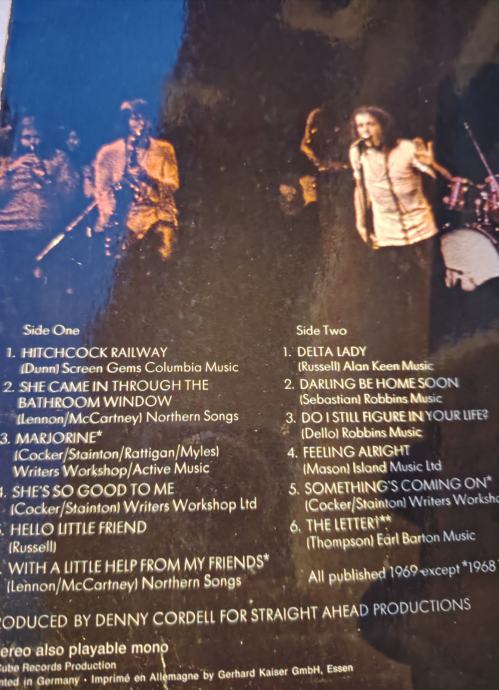 Side One
1. HITCHCOCK RAILWAY
(Dunn) Screen Gems Columbia Music
2. SHE CAME IN THROUGH THE
BATHROOM WINDOW
(Lennon/McCartney) Northern Songs
3. MARJORINE*
(Cocker/Stainton/Rattigan/Myles)
Writers Workshop/Active Music
4. SHE'S SO GOOD TO ME
(Cocker/Stainton) Writers Workshop Ltd
HELLO LITTLE FRIEND
(Russell)
WITH A LITTLE HELP FROM MY FRIENDS*
(Lennon/McCartney) Northern Songs
Side Two
1. DELTA LADY
(Russell) Alan Keen Music
2. DARLING BE HOME SOON
(Sebastian) Robbins Music
3. DO I STILL FIGURE IN YOUR LIFE?
(Dello) Robbins Music
4. FEELING ALRIGHT
(Mason) Island Music Ltd
5. SOMETHING'S COMING ON*
(Cocker/Stainton) Writers Worksho
6. THE LETTER**
(Thompson) Earl Barton Music
All published 1969 except *1968
RODUCED BY DENNY CORDELL FOR STRAIGHT AHEAD PRODUCTIONS
tereo also playable mono
Cube Records Production
nted in Germany · Imprimé en Allemagne by Gerhard Kaiser GmbH, Essen